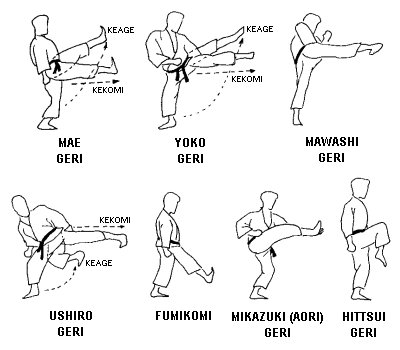 KEAGE
KEKOMI
MAE
GERI
KEAGE
KEKOMI
YOKO
GERI
MAWASHI
GERI
KEKOMI
KEAGE
USHIRO
GERI
FUMIKOMI
MIKAZUKI (AORI)
GERI
HITTSUI
GERI